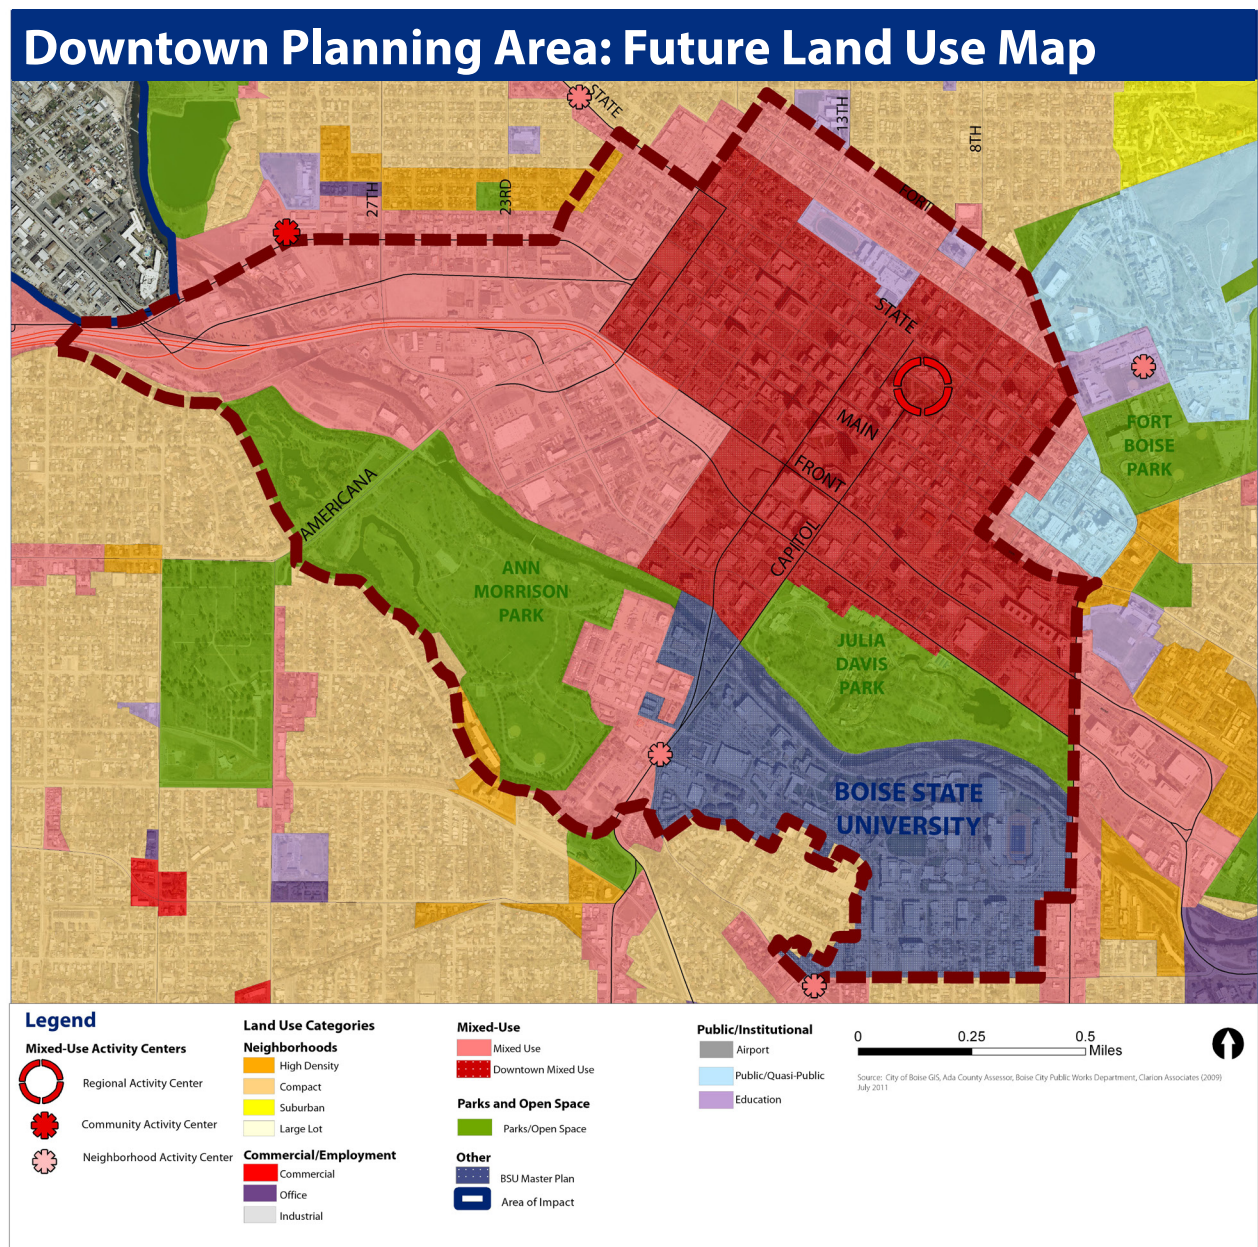 Downtown Planning Area: Future Land Use Map
STATE
13TH
8TH
27TH
23RD
FORT
STATE
MAIN
FRONT
CAPITOL
AMERICANA
FORT
BOISE
PARK
ANN
MORRISON
PARK
JULIA
DAVIS
PARK
BOISE STATE
UNIVERSITY
Legend
Mixed-Use Activity Centers
Regional Activity Center
Community Activity Center
Neighborhood Activity Center
Land Use Categories
Neighborhoods
High Density
Compact
Suburban
Large Lot
Commercial/Employment
Commercial
Office
Industrial
Mixed-Use
Mixed Use
Downtown Mixed Use
Parks and Open Space
Parks/Open Space
Other
BSU Master Plan
Area of Impact
Public/Institutional
Airport
Public/Quasi-Public
Education
0 0.25 0.5
Miles
Source: City of Boise GIS, Ada County Assessor, Boise City Public Works Department, Clarion Associates (2009)
July 2011